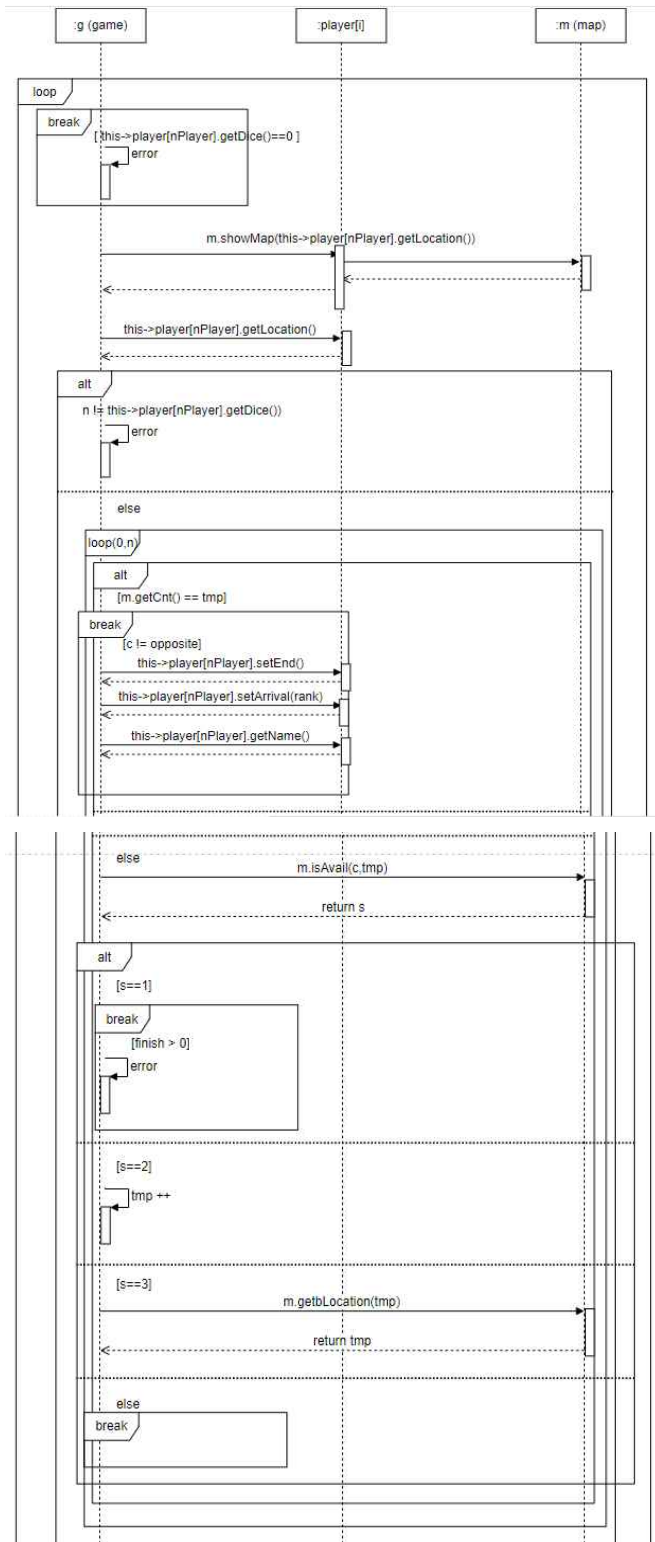 :g (game)
:player[i]
:m (map)
loop
break
[ this->player[nPlayer].getDice()==0 ]
error
m.showMap(this->player[nPlayer].getLocation())
this->player[nPlayer].getLocation()
alt
n != this->player[nPlayer].getDice())
error
else
loop(0,n)
alt
[m.getCnt() == tmp]
break
[c != opposite]
this->player[nPlayer].setEnd()
this->player[nPlayer].setArrival(rank)
this->player[nPlayer].getName()
else
m.isAvail(c,tmp)
return s
alt
[s==1]
break
[finish > 0]
error
[s==2]
tmp ++
[s==3]
m.getbLocation(tmp)
return tmp
else
break